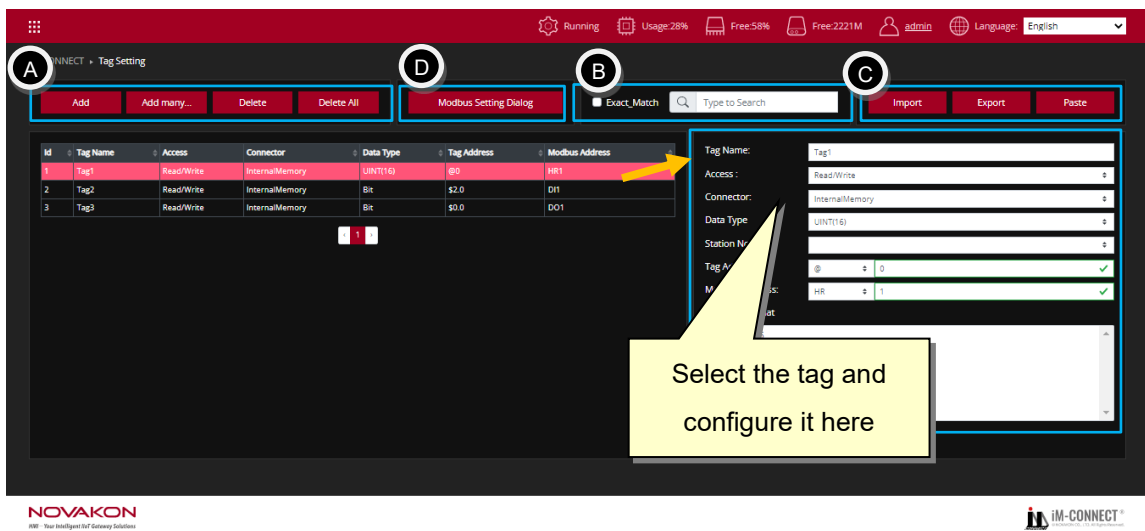 Running Usage:28% Free:58% Free:2221M admin Language: English
NNECT › Tag Setting
A D B C
Add Add many... Delete Delete All Modbus Setting Dialog Exact_Match Type to Search Import Export Paste
Id Tag Name Access Connector Data Type Tag Address Modbus Address
1 Tag1 Read/Write InternalMemory UINT(16) @0 HR1
2 Tag2 Read/Write InternalMemory Bit $2.0 DI1
3 Tag3 Read/Write InternalMemory Bit $0.0 DO1
‹ 1 ›
Tag Name: Tag1
Access : Read/Write
Connector: InternalMemory
Data Type UINT(16)
Station N
Tag A @ 0
M ss: HR 1
at
Select the tag and
configure it here
NOVAKON
HMI - Your Intelligent IIoT Gateway Solutions
iM-CONNECT®